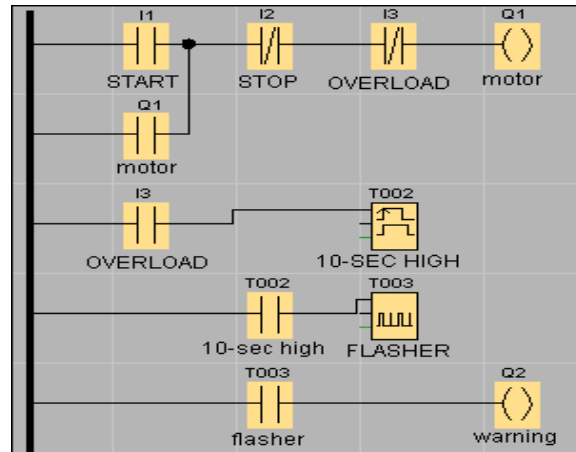 I1 I2 I3 Q1
START STOP OVERLOAD motor
Q1
motor
I3 T002
OVERLOAD 10-SEC HIGH
T002 T003
10-sec high FLASHER
T003 Q2
flasher warning